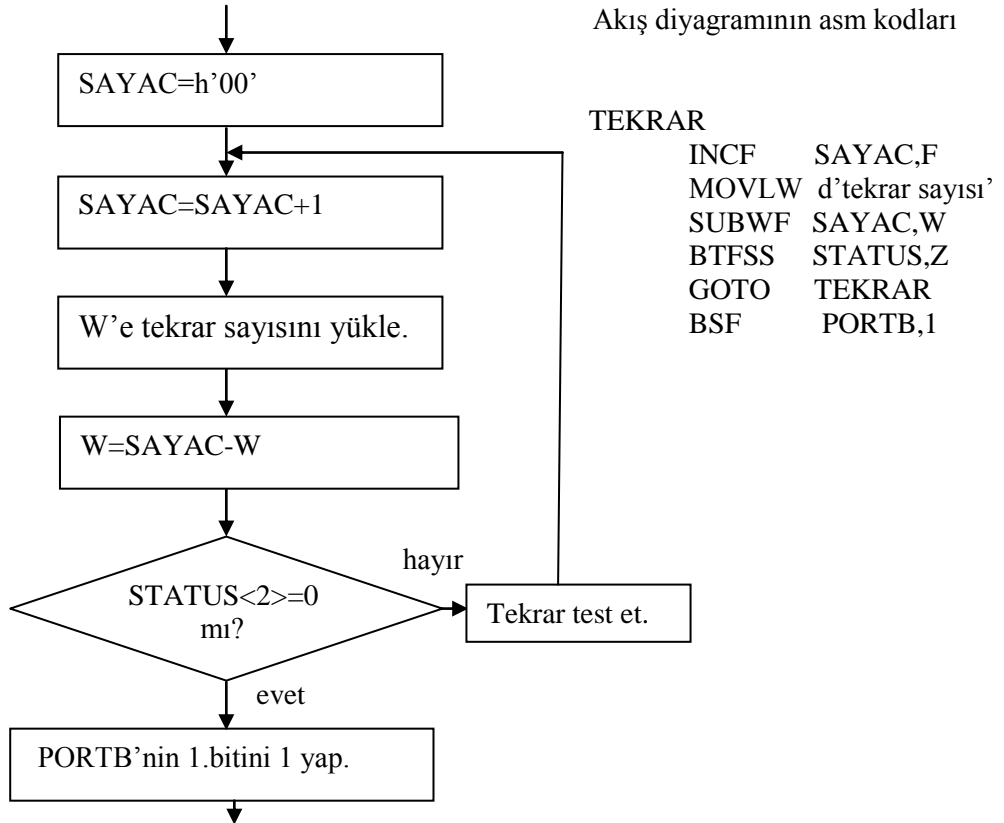 Akış diyagramının asm kodları
SAYAC=h’00’
SAYAC=SAYAC+1
W’e tekrar sayısını yükle.
W=SAYAC-W
STATUS<2>=0
mı?
hayır
Tekrar test et.
evet
PORTB’nin 1.bitini 1 yap.
TEKRAR
INCF SAYAC,F
MOVLW d’tekrar sayısı’
SUBWF SAYAC,W
BTFSS STATUS,Z
GOTO TEKRAR
BSF PORTB,1